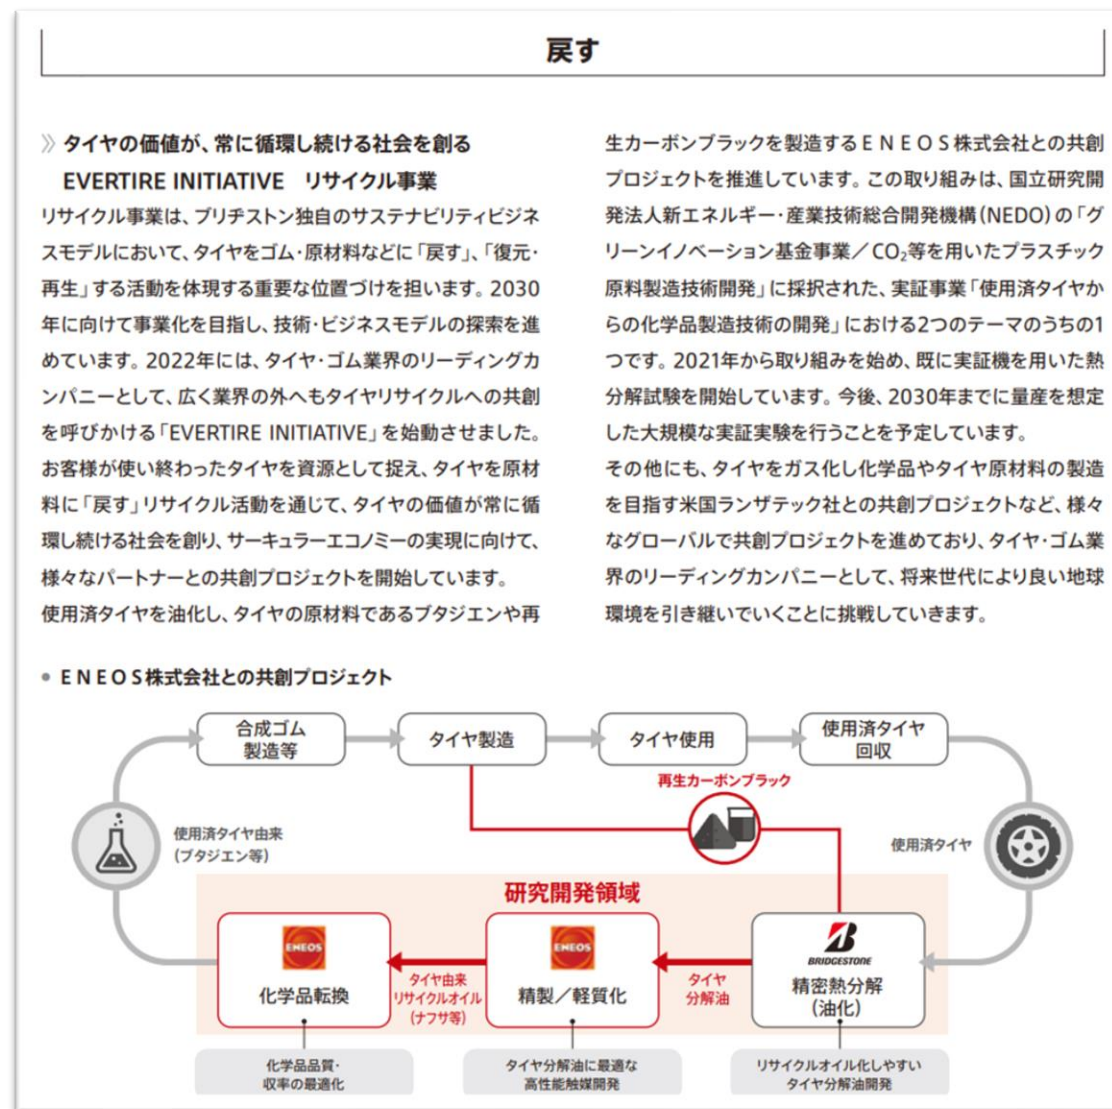 戻す
》 タイヤの価値が、常に循環し続ける社会を創る
EVERTIRE INITIATIVE リサイクル事業
リサイクル事業は、ブリヂストン独自のサステナビリティビジネ
スモデルにおいて、タイヤをゴム・原材料などに「戻す」、「復元・
再生」する活動を体現する重要な位置づけを担います。2030
年に向けて事業化を目指し、技術・ビジネスモデルの探索を進
めています。2022年には、タイヤ・ゴム業界のリーディングカ
ンパニーとして、広く業界の外へもタイヤリサイクルへの共創
を呼びかける「EVERTIRE INITIATIVE」を始動させました。
お客様が使い終わったタイヤを資源として捉え、タイヤを原材
料に「戻す」リサイクル活動を通じて、タイヤの価値が常に循
環し続ける社会を創り、サーキュラーエコノミーの実現に向けて、
様々なパートナーとの共創プロジェクトを開始しています。
使用済タイヤを油化し、タイヤの原材料であるブタジエンや再
生カーボンブラックを製造するENEOS株式会社との共創
プロジェクトを推進しています。この取り組みは、国立研究開
発法人新エネルギー・産業技術総合開発機構(NEDO)の「グ
リーンイノベーション基金事業／CO₂等を用いたプラスチック
原料製造技術開発」に採択された、実証事業「使用済タイヤか
らの化学品製造技術の開発」における2つのテーマのうちの1
つです。2021年から取り組みを始め、既に実証機を用いた熱
分解試験を開始しています。今後、2030年までに量産を想定
した大規模な実証実験を行うことを予定しています。
その他にも、タイヤをガス化し化学品やタイヤ原材料の製造
を目指す米国ランザテック社との共創プロジェクトなど、様々
なグローバルで共創プロジェクトを進めており、タイヤ・ゴム業
界のリーディングカンパニーとして、将来世代により良い地球
環境を引き継いでいくことに挑戦していきます。
● ENEOS株式会社との共創プロジェクト
合成ゴム
製造等
タイヤ製造
タイヤ使用
使用済タイヤ
回収
再生カーボンブラック
使用済タイヤ由来
(ブタジエン等)
使用済タイヤ
研究開発領域
ENEOS
化学品転換
タイヤ由来
リサイクルオイル
(ナフサ等)
ENEOS
精製／軽質化
タイヤ
分解油
BRIDGESTONE
精密熱分解
(油化)
化学品品質・
収率の最適化
タイヤ分解油に最適な
高性能触媒開発
リサイクルオイル化しやすい
タイヤ分解油開発